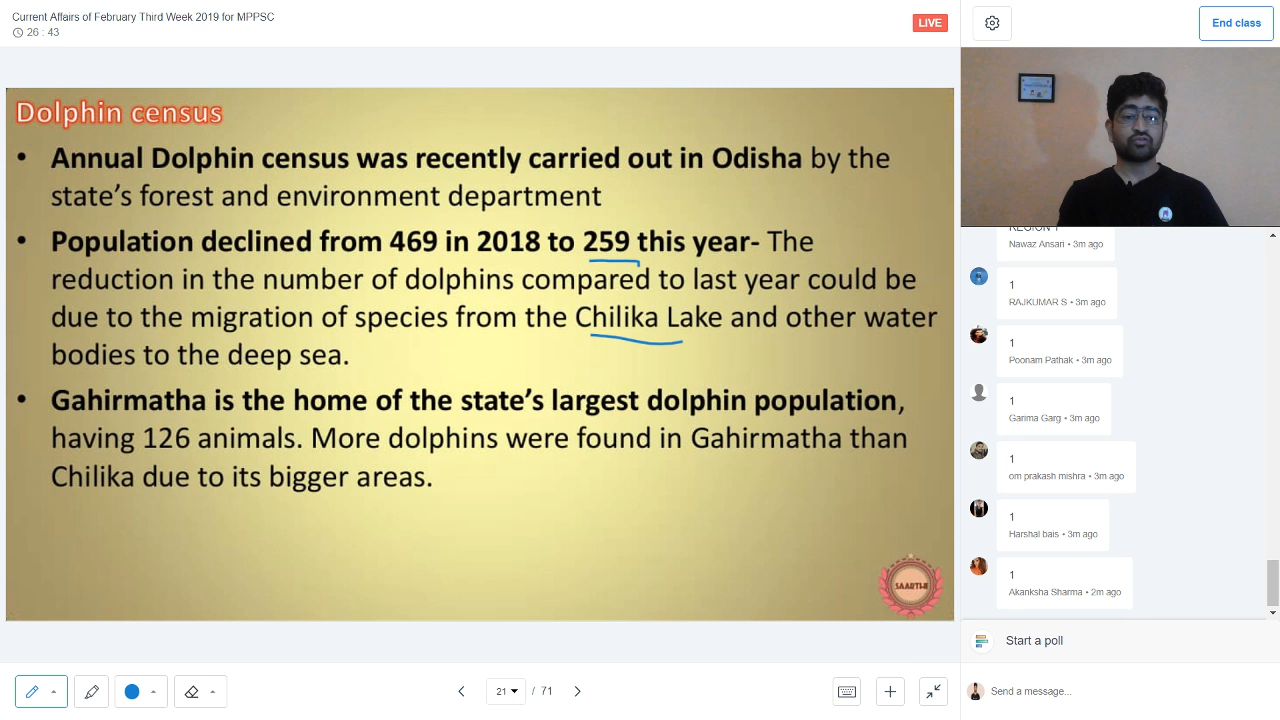 Current Affairs of February Third Week 2019 for MPPSC
26 : 43
LIVE
End class
Dolphin census
• Annual Dolphin census was recently carried out in Odisha by the
state’s forest and environment department
• Population declined from 469 in 2018 to 259 this year- The
reduction in the number of dolphins compared to last year could be
due to the migration of species from the Chilika Lake and other water
bodies to the deep sea.
• Gahirmatha is the home of the state’s largest dolphin population,
having 126 animals. More dolphins were found in Gahirmatha than
Chilika due to its bigger areas.
SAARTHI
REGION 1
Nawaz Ansari • 3m ago
1
RAJKUMAR S • 3m ago
1
Poonam Pathak • 3m ago
1
Garima Garg • 3m ago
1
om prakash mishra • 3m ago
1
Harshal bais • 3m ago
1
Akanksha Sharma • 2m ago
Start a poll
21 / 71
Send a message...